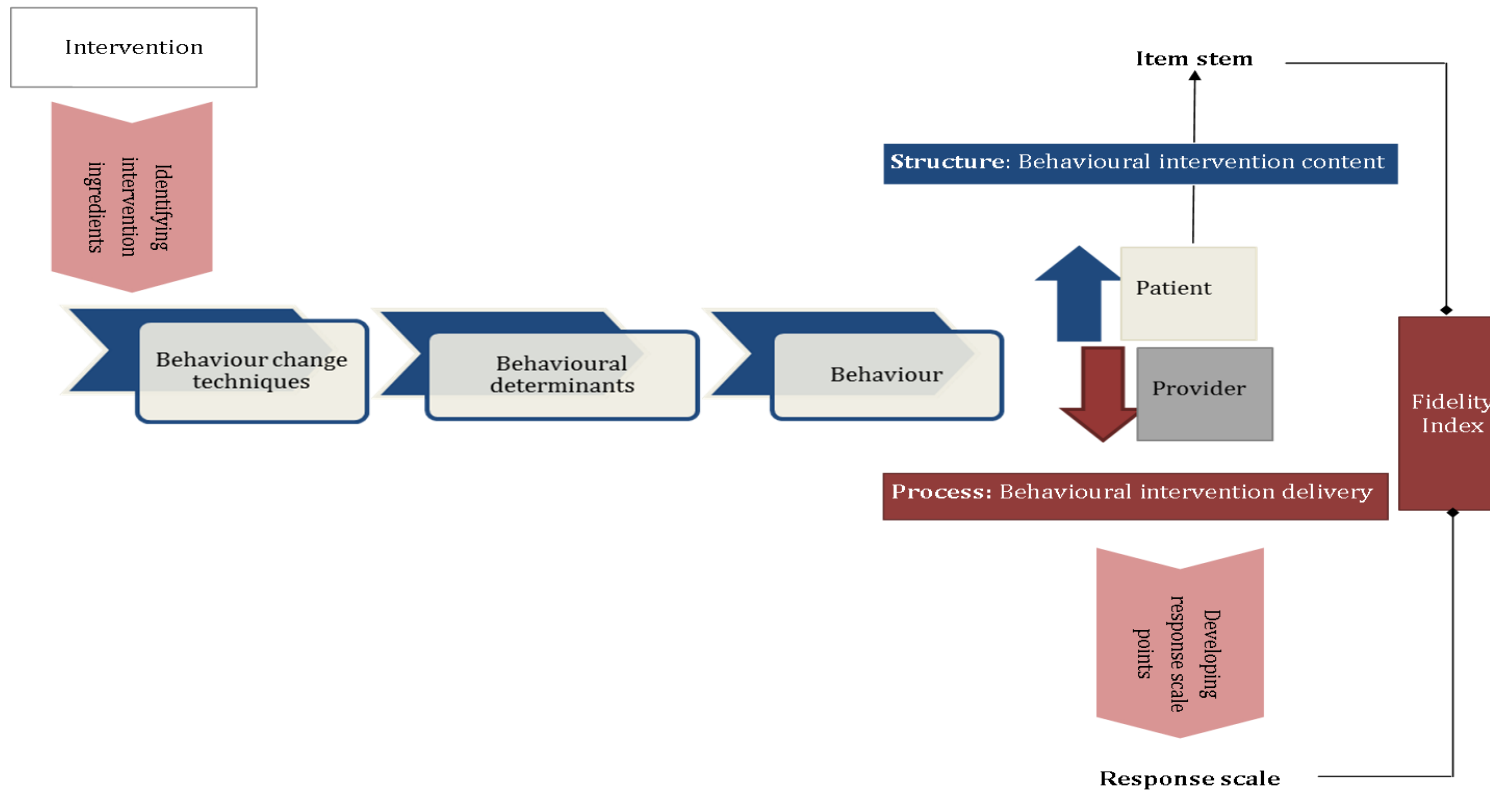 Intervention
Identifying
intervention
ingredients
Behaviour change
techniques
Behavioural
determinants
Behaviour
Item stem
Structure: Behavioural intervention content
Patient
Provider
Process: Behavioural intervention delivery
Fidelity
Index
Developing
response scale
points
Response scale